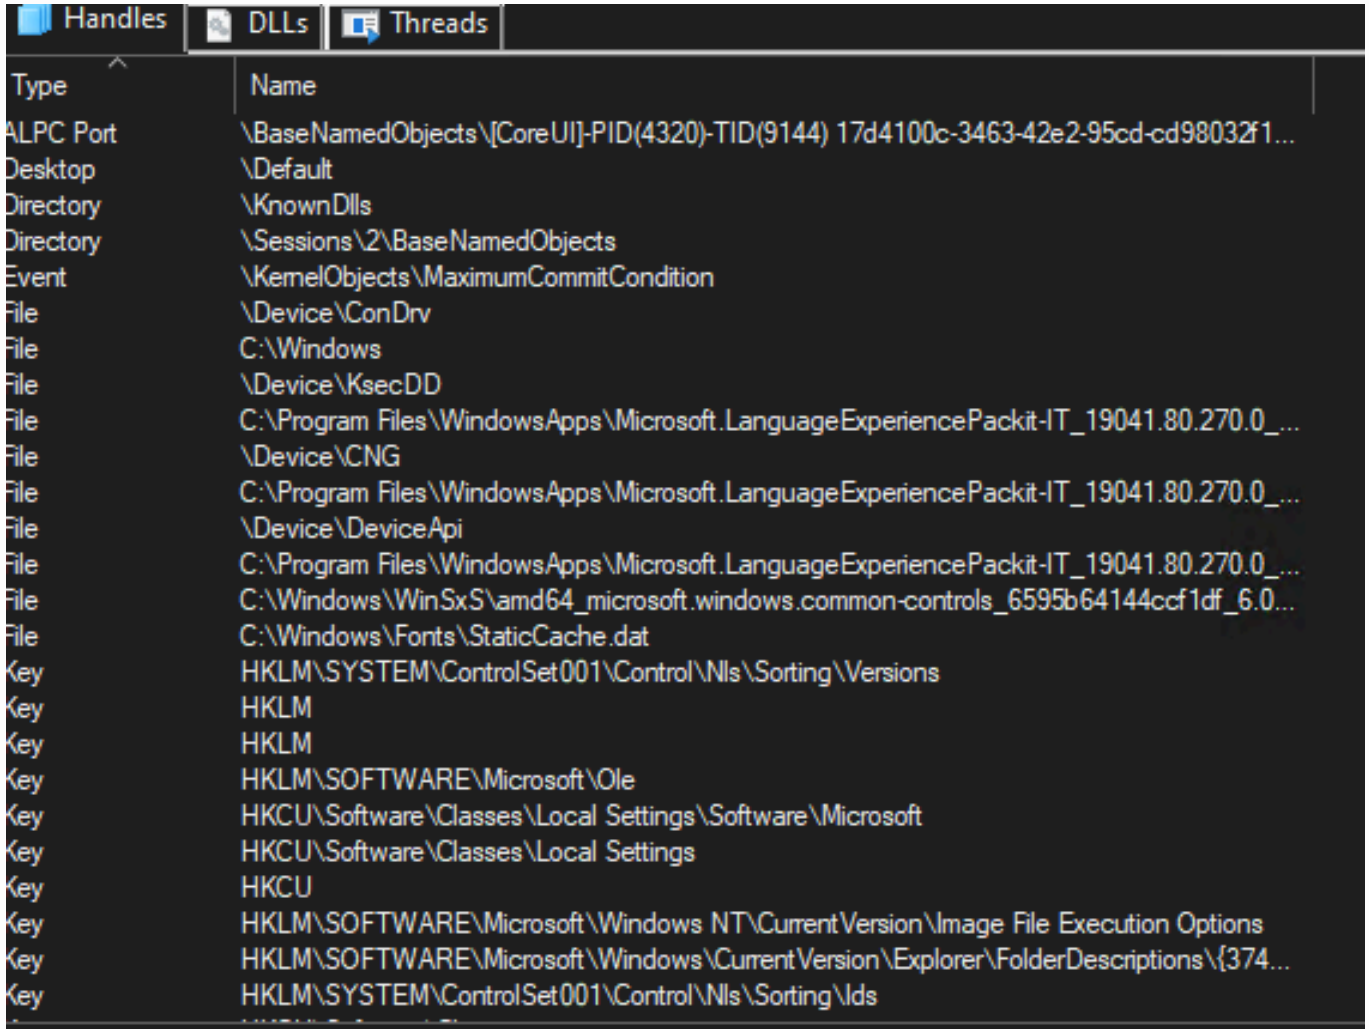 Handles DLLs Threads
Type Name
ALPC Port \BaseNamedObjects\[CoreUI]-PID(4320)-TID(9144) 17d4100c-3463-42e2-95cd-cd98032f1...
Desktop \Default
Directory \KnownDlls
Directory \Sessions\2\BaseNamedObjects
Event \KernelObjects\MaximumCommitCondition
File \Device\ConDrv
File C:\Windows
File \Device\KsecDD
File C:\Program Files\WindowsApps\Microsoft.LanguageExperiencePackit-IT_19041.80.270.0_...
File \Device\CNG
File C:\Program Files\WindowsApps\Microsoft.LanguageExperiencePackit-IT_19041.80.270.0_...
File \Device\DeviceApi
File C:\Program Files\WindowsApps\Microsoft.LanguageExperiencePackit-IT_19041.80.270.0_...
File C:\Windows\WinSxS\amd64_microsoft.windows.common-controls_6595b64144ccf1df_6.0...
File C:\Windows\Fonts\StaticCache.dat
Key HKLM\SYSTEM\ControlSet001\Control\Nls\Sorting\Versions
Key HKLM
Key HKLM
Key HKLM\SOFTWARE\Microsoft\Ole
Key HKCU\Software\Classes\Local Settings\Software\Microsoft
Key HKCU\Software\Classes\Local Settings
Key HKCU
Key HKLM\SOFTWARE\Microsoft\Windows NT\CurrentVersion\Image File Execution Options
Key HKLM\SOFTWARE\Microsoft\Windows\CurrentVersion\Explorer\FolderDescriptions\{374...
Key HKLM\SYSTEM\ControlSet001\Control\Nls\Sorting\Ids